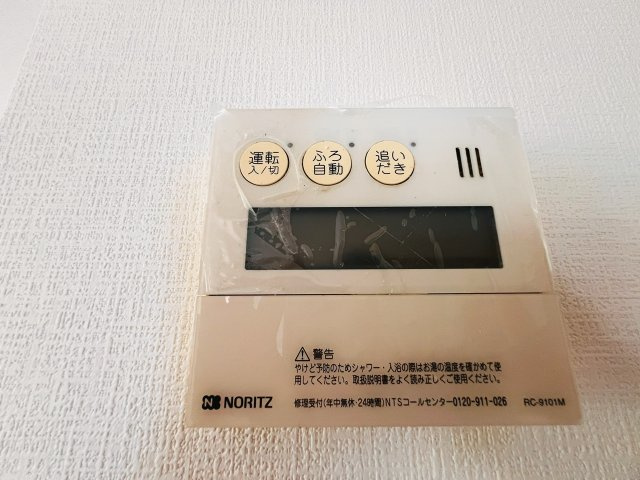 運転
入/切
ふろ
自動
追い
だき
警告
やけど予防のためシャワー・入浴の際はお湯の温度を確かめて使
用してください。取扱説明書をよく読み正しくご使用ください。
NORITZ
修理受付(年中無休・24時間)NTSコールセンター0120-911-026
RC-9101M